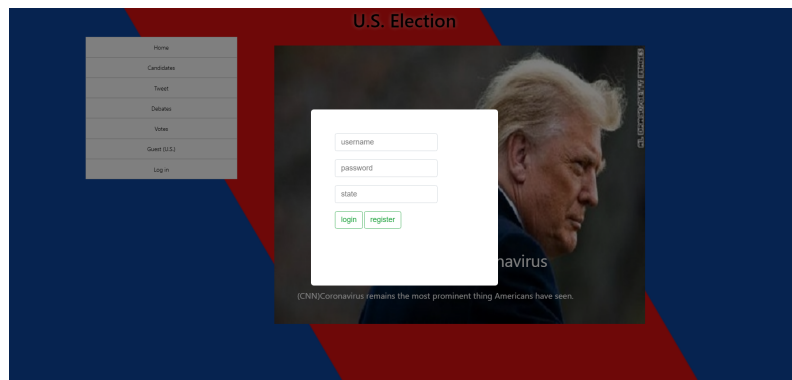 U.S. Election
Home
Candidates
Tweet
Debates
Votes
Guest (U.S.)
Log in
username
password
state
login
register
navirus
(CNN)Coronavirus remains the most prominent thing Americans have seen.